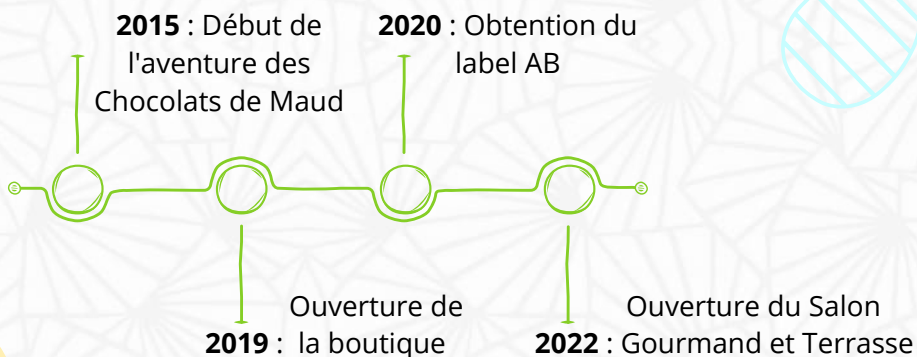 2015 : Début de
l'aventure des
Chocolats de Maud
2020 : Obtention du
label AB
Ouverture de
2019 : la boutique
Ouverture du Salon
2022 : Gourmand et Terrasse